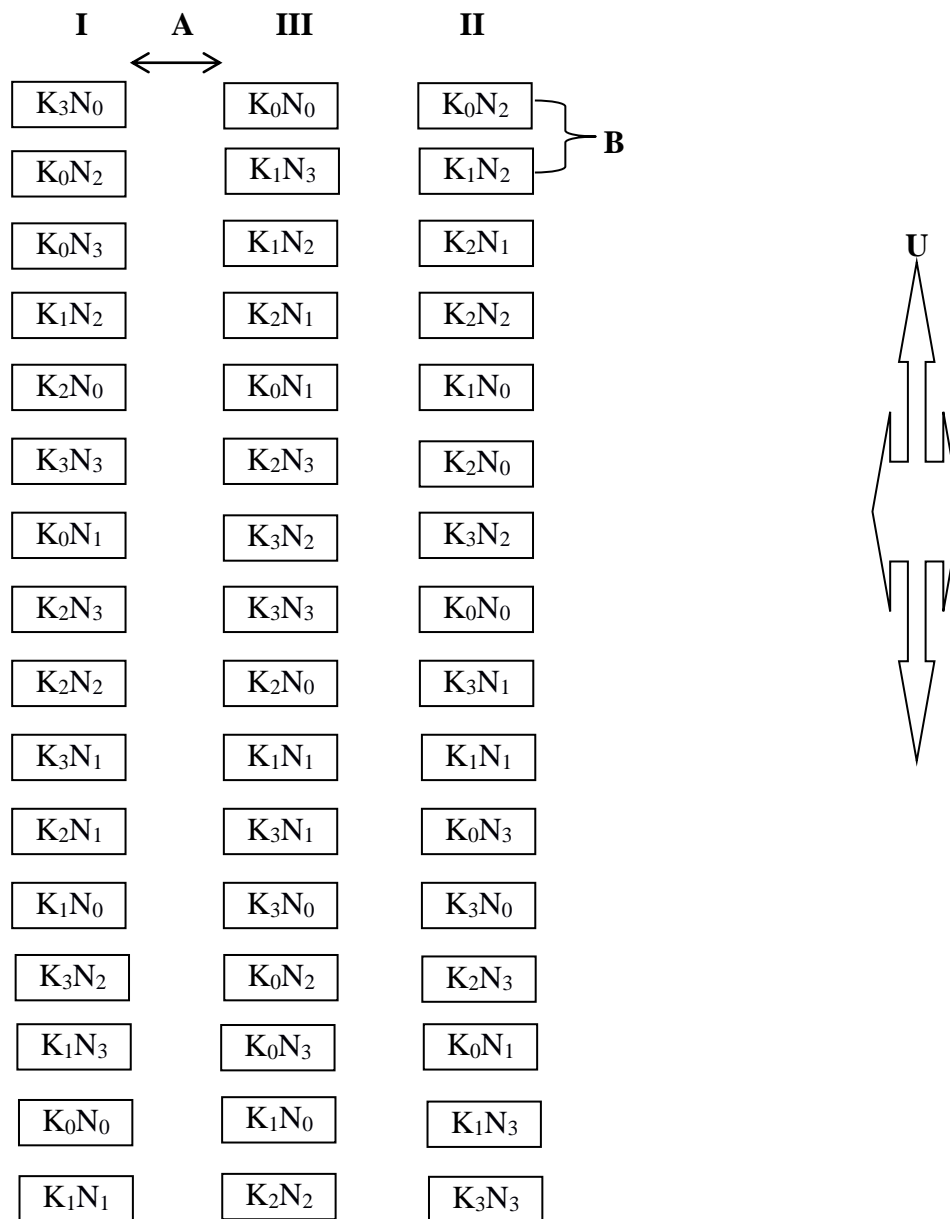 I A III II
K₃N₀ K₀N₀ K₀N₂
B
K₀N₂ K₁N₃ K₁N₂
K₀N₃ K₁N₂ K₂N₁
U
K₁N₂ K₂N₁ K₂N₂
K₂N₀ K₀N₁ K₁N₀
K₃N₃ K₂N₃ K₂N₀
K₀N₁ K₃N₂ K₃N₂
K₂N₃ K₃N₃ K₀N₀
K₂N₂ K₂N₀ K₃N₁
K₃N₁ K₁N₁ K₁N₁
K₂N₁ K₃N₁ K₀N₃
K₁N₀ K₃N₀ K₃N₀
K₃N₂ K₀N₂ K₂N₃
K₁N₃ K₀N₃ K₀N₁
K₀N₀ K₁N₀ K₁N₃
K₁N₁ K₂N₂ K₃N₃